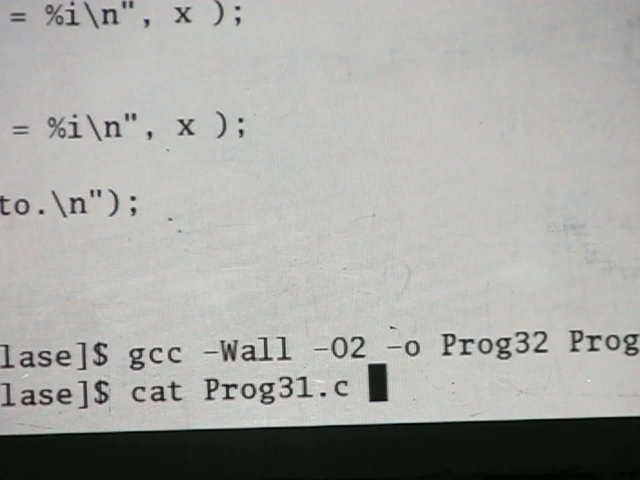 = %i\n", x );
= %i\n", x );
to.\n");
lase]$ gcc -Wall -O2 -o Prog32 Prog
lase]$ cat Prog31.c